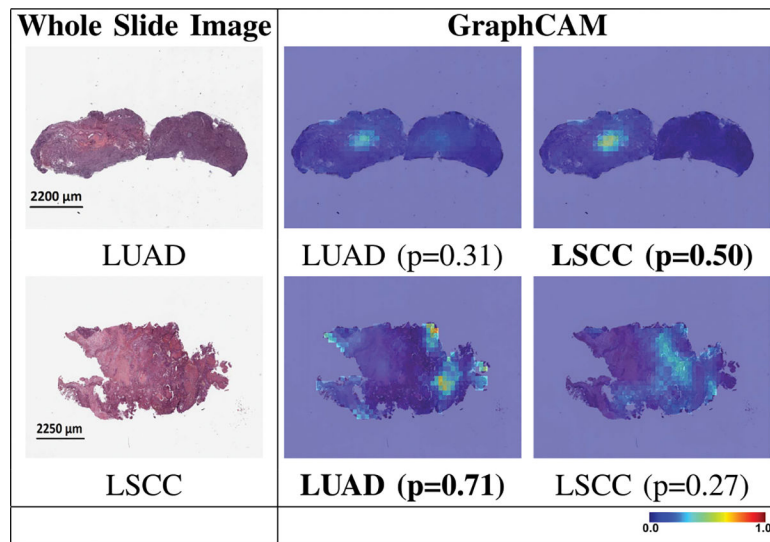 Whole Slide Image GraphCAM
2200 μm
LUAD LUAD (p=0.31) LSCC (p=0.50)
2250 μm
LSCC LUAD (p=0.71) LSCC (p=0.27)
0.0 1.0